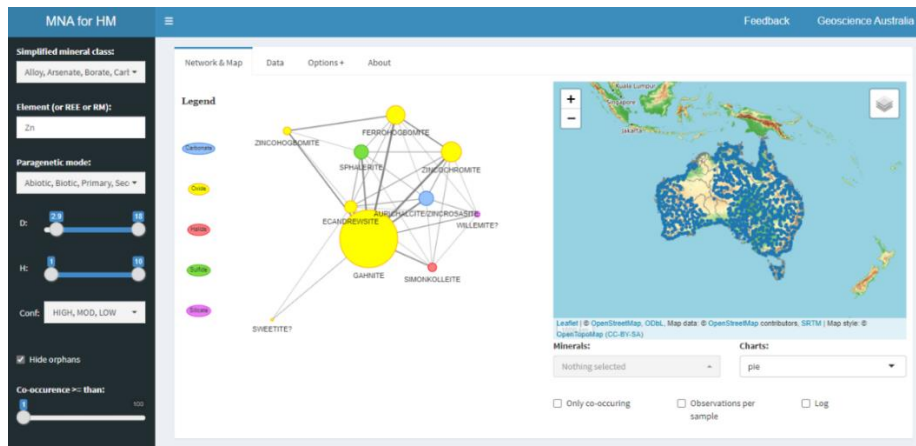 MNA for HM
Feedback
Geoscience Australia
Simplified mineral class:
Alloy, Arsenate, Borate, Cart
Element (or REE or RM):
Zn
Paragenetic mode:
Abiotic, Biotic, Primary, Sec
D:
2.9
10
H:
1
10
Conf:
HIGH, MOD, LOW
Hide orphans
Co-occurence >= than:
1
100
Network & Map
Data
Options +
About
Legend
Carbonate
Oxide
Halide
Sulfide
Silicate
ZINCOHOGBOMITE
FERROHOGBOMITE
SPHALERITE
ZINCOCHROMITE
ECANDREWSITE
AURICHALCITE/ZINCROSASITE
WILLEMITE?
GAHNITE
SIMONKOLLEITE
SWEETITE?
+
−
Kuala Lumpur
Singapore
Jakarta
Leaflet | © OpenStreetMap, ODbL, Map data: © OpenStreetMap contributors, SRTM | Map style: ©
OpenTopoMap (CC-BY-SA)
Minerals:
Nothing selected
Charts:
pie
Only co-occuring
Observations per
sample
Log